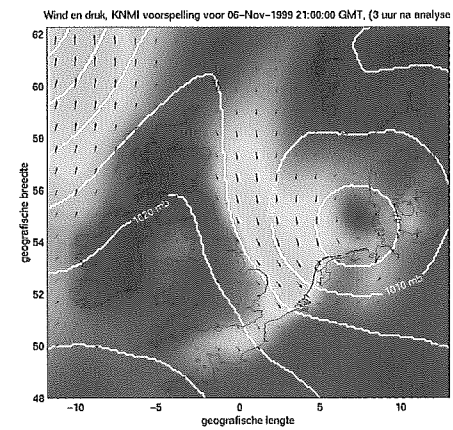 Wind en druk, KNMI voorspelling voor 06-Nov-1999 21:00:00 GMT, (3 uur na analyse
62
60
58
56
54
52
50
48
geografische breedte
1020 mb
1010 mb
-10
-5
0
5
10
geografische lengte